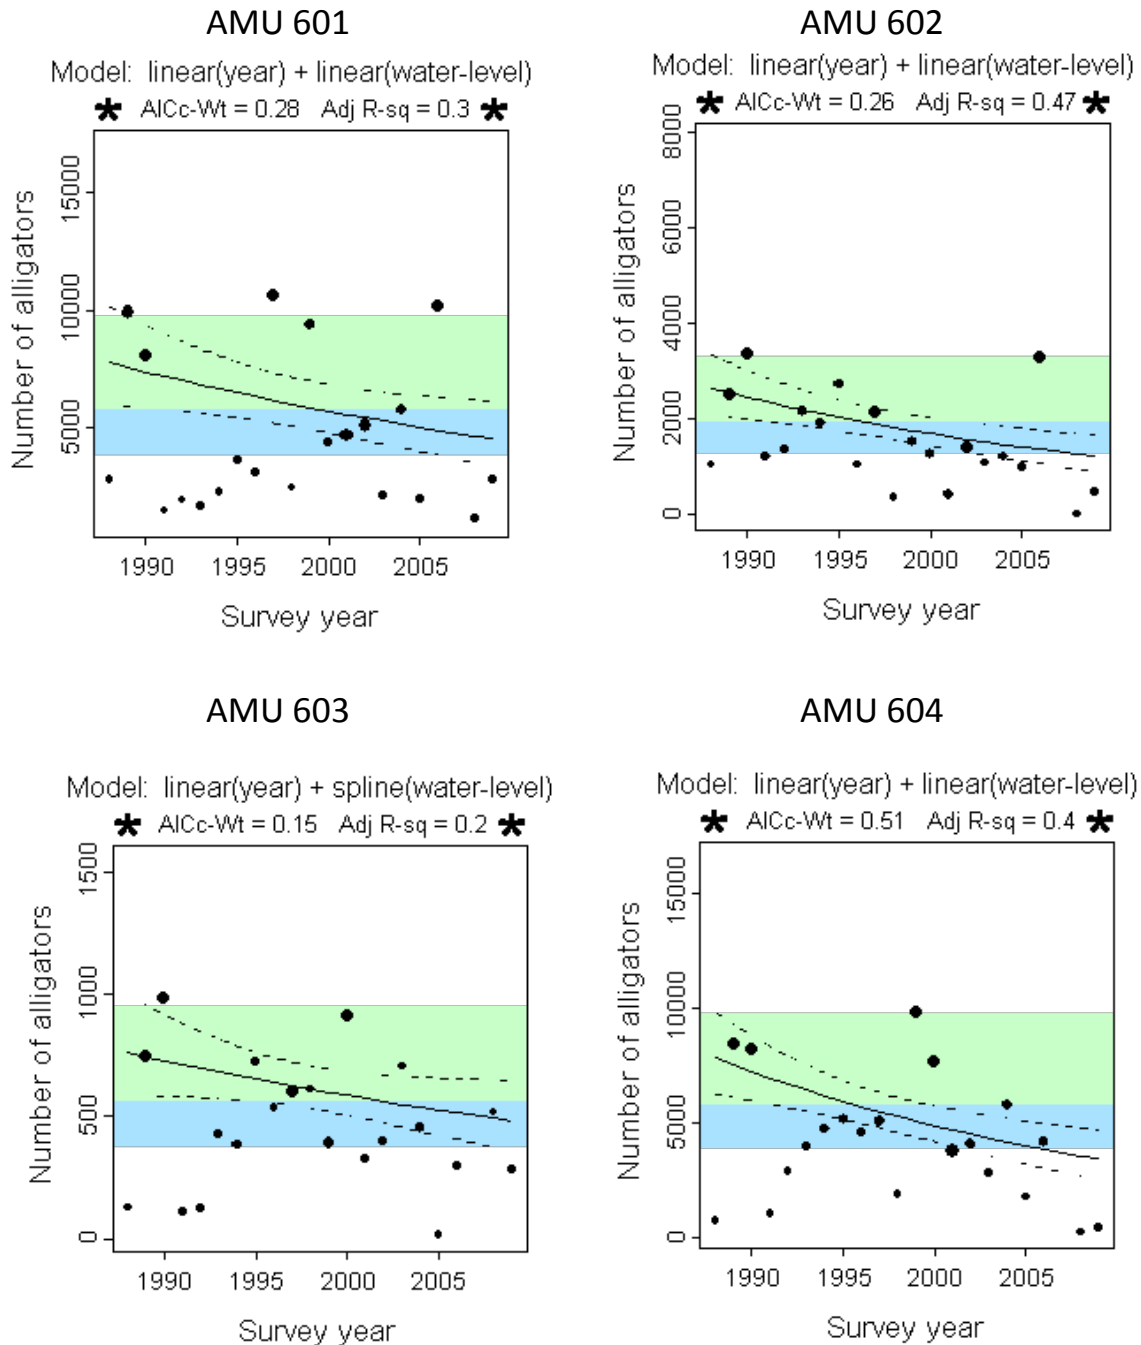 AMU 601
Model: linear(year) + linear(water-level)
* AICc-Wt = 0.28 Adj R-sq = 0.3 *
Number of alligators
15000
10000
5000
1990 1995 2000 2005
Survey year
AMU 602
Model: linear(year) + linear(water-level)
* AICc-Wt = 0.26 Adj R-sq = 0.47 *
Number of alligators
8000
6000
4000
2000
0
1990 1995 2000 2005
Survey year
AMU 603
Model: linear(year) + spline(water-level)
* AICc-Wt = 0.15 Adj R-sq = 0.2 *
Number of alligators
1500
1000
500
0
1990 1995 2000 2005
Survey year
AMU 604
Model: linear(year) + linear(water-level)
* AICc-Wt = 0.51 Adj R-sq = 0.4 *
Number of alligators
15000
10000
5000
0
1990 1995 2000 2005
Survey year